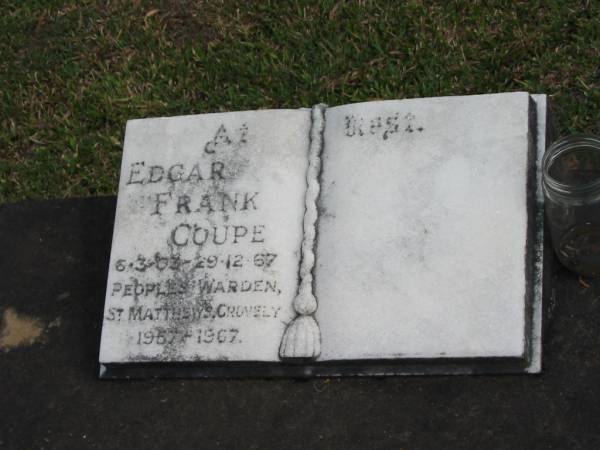 At Rest.
EDGAR
FRANK
COUPE
6·3·03-29·12·67
PEOPLES WARDEN,
ST MATTHEWS, GROVELY
1957-1967.